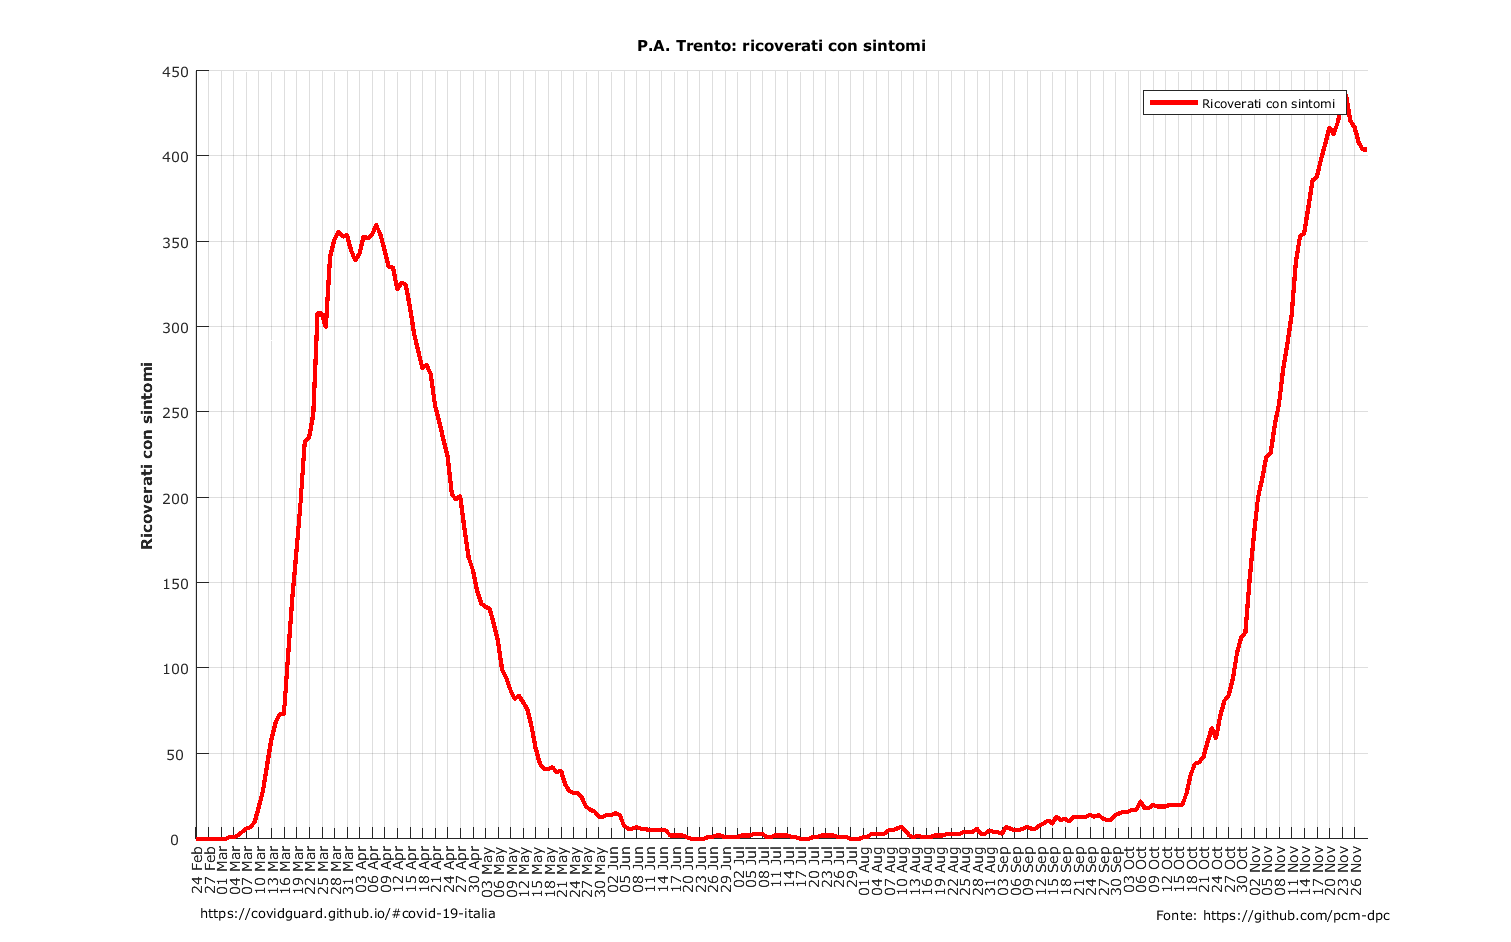 P.A. Trento: ricoverati con sintomi
Ricoverati con sintomi
450
400
350
300
250
200
150
100
50
0
Ricoverati con sintomi
24 Feb
27 Feb
01 Mar
04 Mar
07 Mar
10 Mar
13 Mar
16 Mar
19 Mar
22 Mar
25 Mar
28 Mar
31 Mar
03 Apr
06 Apr
09 Apr
12 Apr
15 Apr
18 Apr
21 Apr
24 Apr
27 Apr
30 Apr
03 May
06 May
09 May
12 May
15 May
18 May
21 May
24 May
27 May
30 May
02 Jun
05 Jun
08 Jun
11 Jun
14 Jun
17 Jun
20 Jun
23 Jun
26 Jun
29 Jun
02 Jul
05 Jul
08 Jul
11 Jul
14 Jul
17 Jul
20 Jul
23 Jul
26 Jul
29 Jul
01 Aug
04 Aug
07 Aug
10 Aug
13 Aug
16 Aug
19 Aug
22 Aug
25 Aug
28 Aug
31 Aug
03 Sep
06 Sep
09 Sep
12 Sep
15 Sep
18 Sep
21 Sep
24 Sep
27 Sep
30 Sep
03 Oct
06 Oct
09 Oct
12 Oct
15 Oct
18 Oct
21 Oct
24 Oct
27 Oct
30 Oct
02 Nov
05 Nov
08 Nov
11 Nov
14 Nov
17 Nov
20 Nov
23 Nov
26 Nov
https://covidguard.github.io/#covid-19-italia
Fonte: https://github.com/pcm-dpc